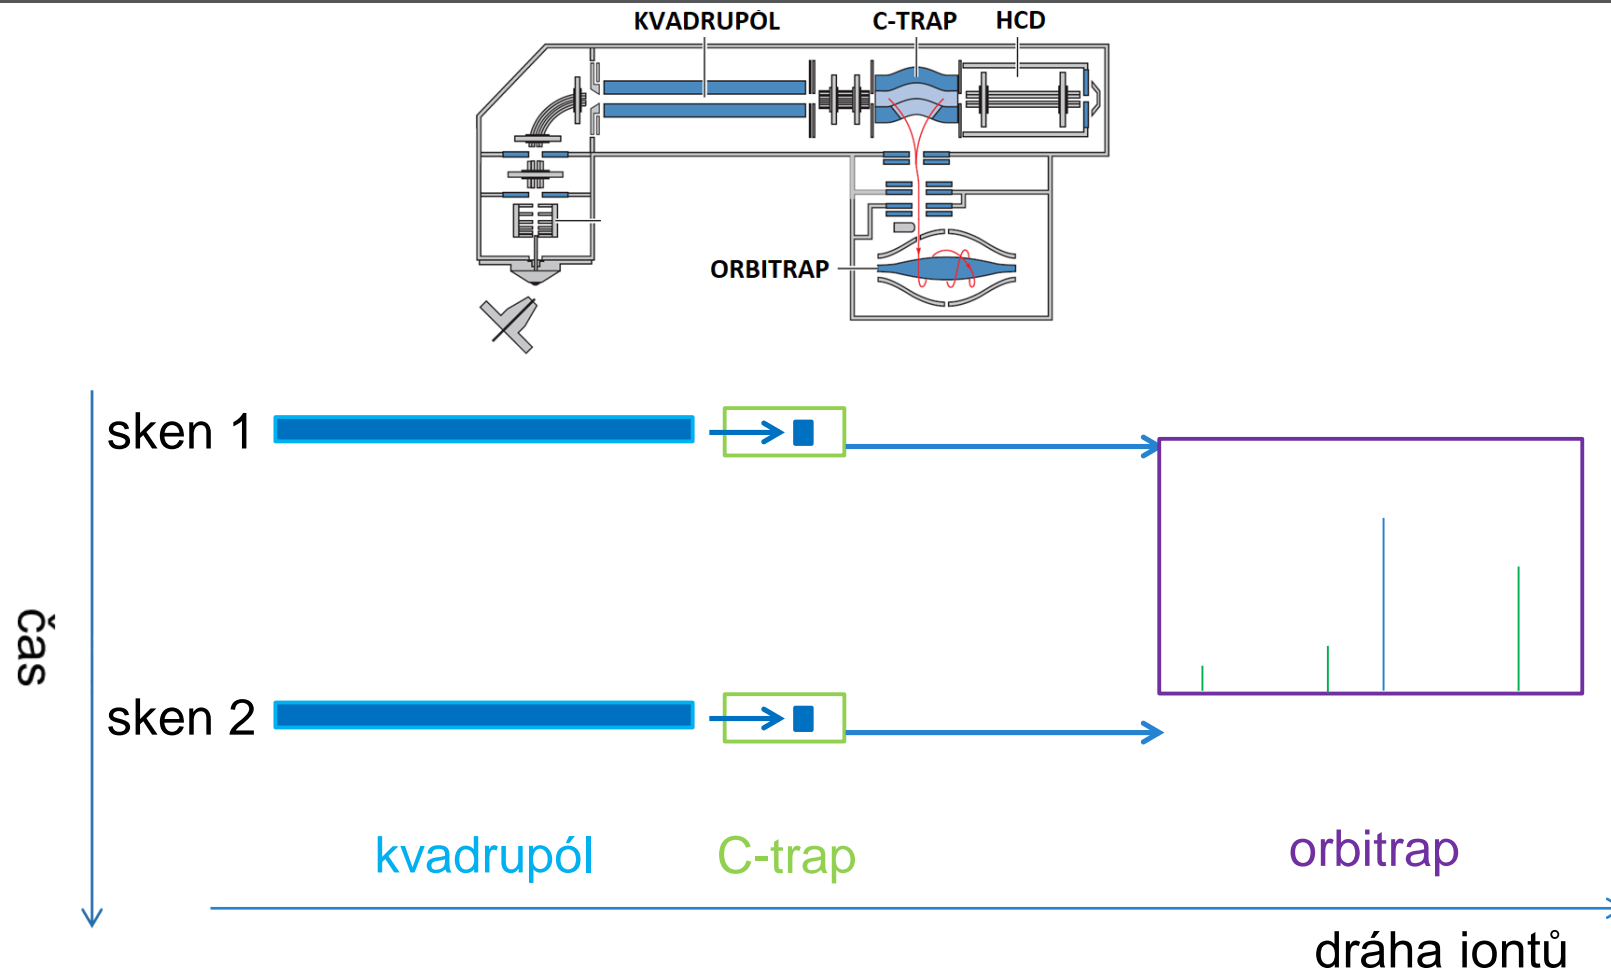 KVADRUPÓL
C-TRAP
HCD
ORBITRAP
sken 1
čas
sken 2
kvadrupól
C-trap
orbitrap
dráha iontů